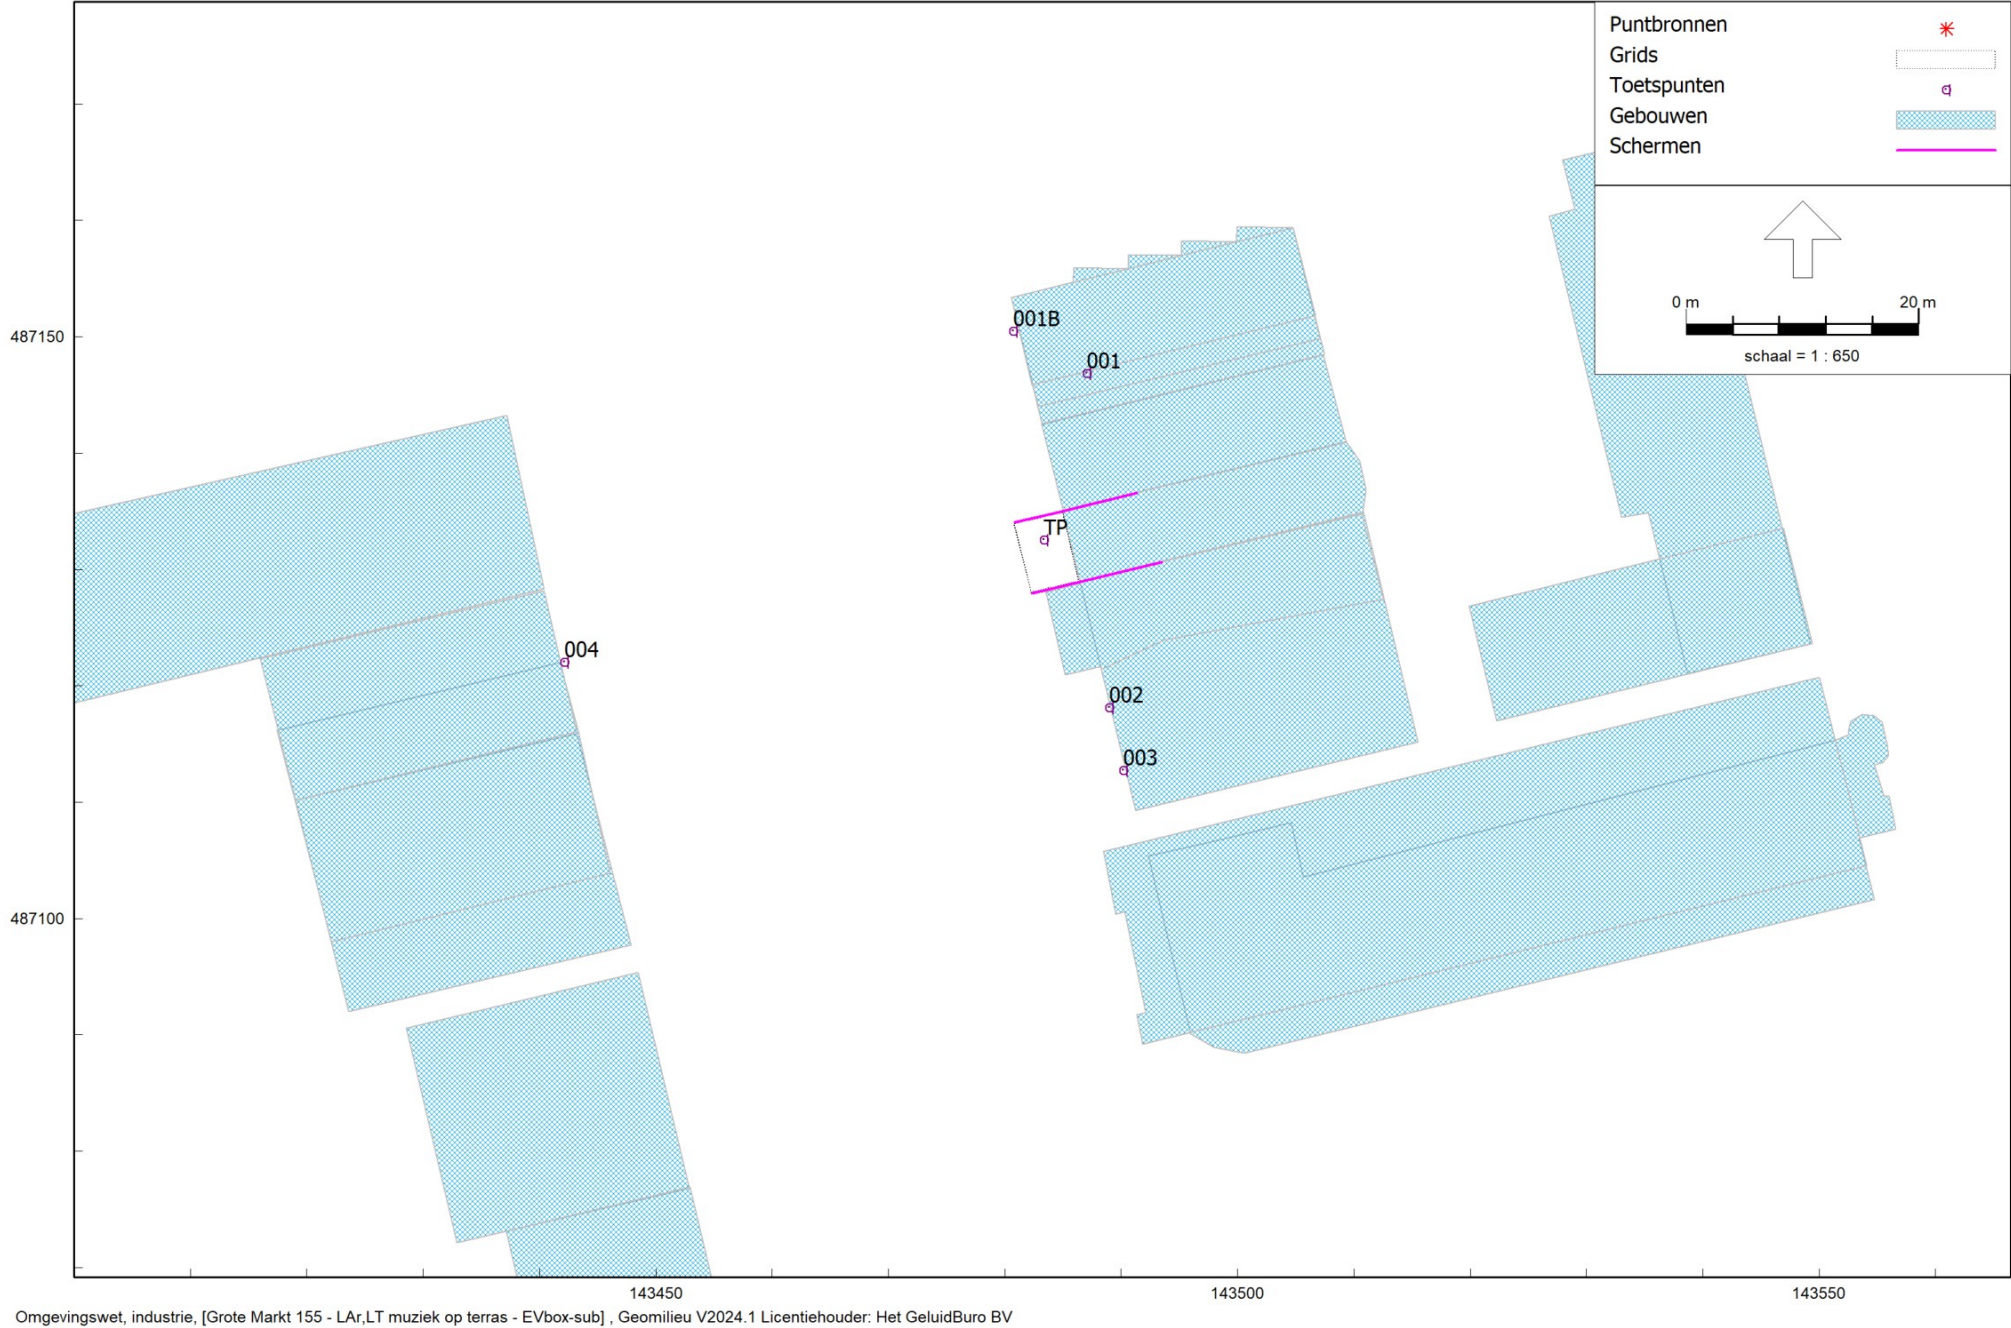 Puntbronnen
Grids
Toetspunten
Gebouwen
Schermen
0 m 20 m
schaal = 1 : 650
001B
487150
001
TP
004
002
003
487100
143450 143500 143550
Omgevingswet, industrie, [Grote Markt 155 - LAr,LT muziek op terras - EVbox-sub] , Geomilieu V2024.1 Licentiehouder: Het GeluidBuro BV